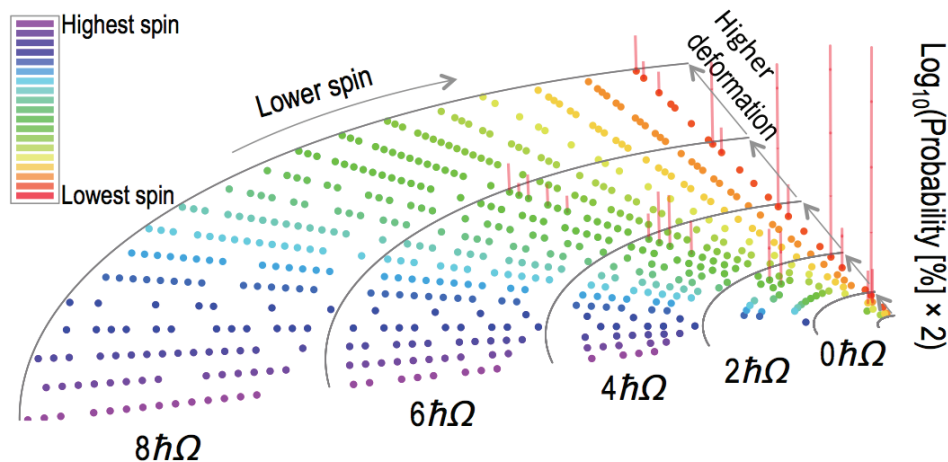 Highest spin
Lowest spin
Lower spin
Higher
deformation
Log₁₀(Probability [%] × 2)
8ℏΩ
6ℏΩ
4ℏΩ
2ℏΩ
0ℏΩ